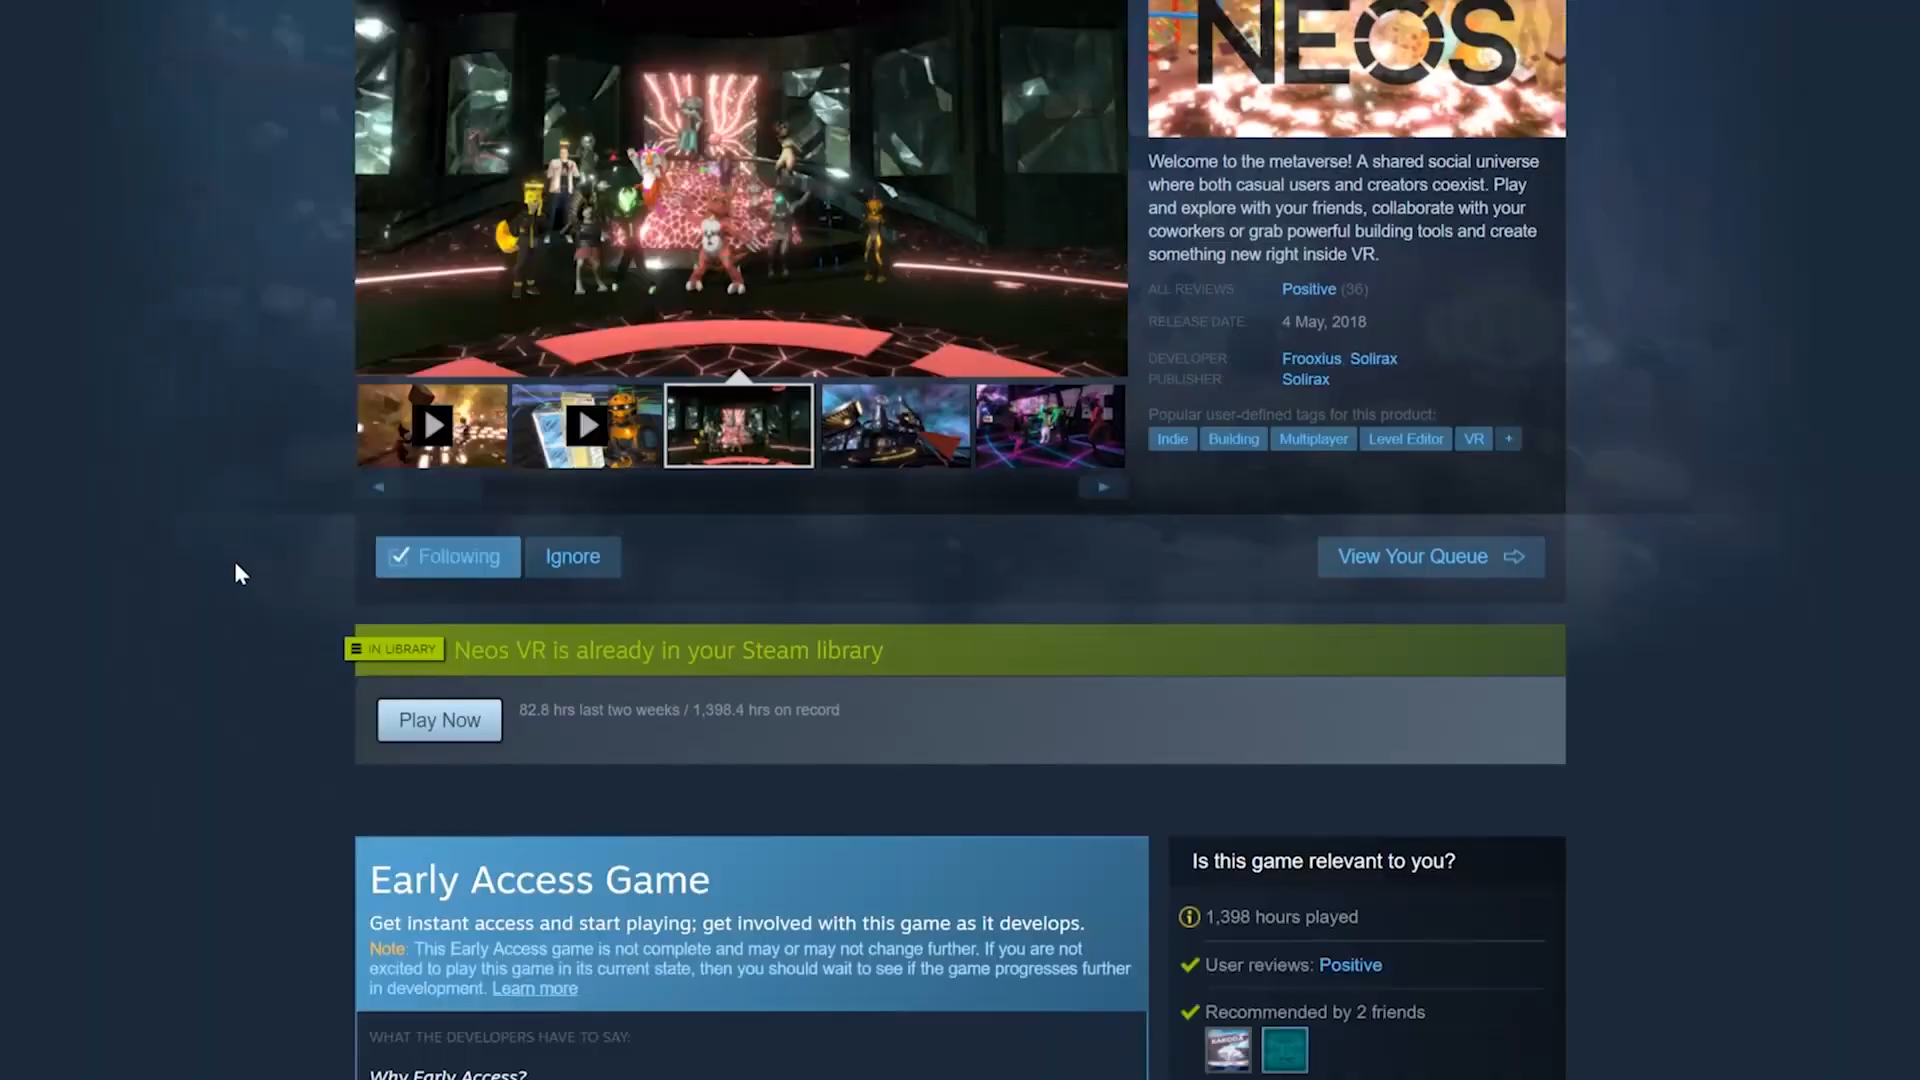 NEOS
Welcome to the metaverse! A shared social universe
where both casual users and creators coexist. Play
and explore with your friends, collaborate with your
coworkers or grab powerful building tools and create
something new right inside VR.
ALL REVIEWS: Positive (36)
RELEASE DATE: 4 May, 2018
DEVELOPER: Frooxius, Solirax
PUBLISHER: Solirax
Popular user-defined tags for this product:
Indie Building Multiplayer Level Editor VR +
Following Ignore View Your Queue
IN LIBRARY Neos VR is already in your Steam library
Play Now 82.8 hrs last two weeks / 1,398.4 hrs on record
Early Access Game
Get instant access and start playing; get involved with this game as it develops.
Note: This Early Access game is not complete and may or may not change further. If you are not
excited to play this game in its current state, then you should wait to see if the game progresses further
in development. Learn more
WHAT THE DEVELOPERS HAVE TO SAY:
Why Early Access?
Is this game relevant to you?
1,398 hours played
User reviews: Positive
Recommended by 2 friends